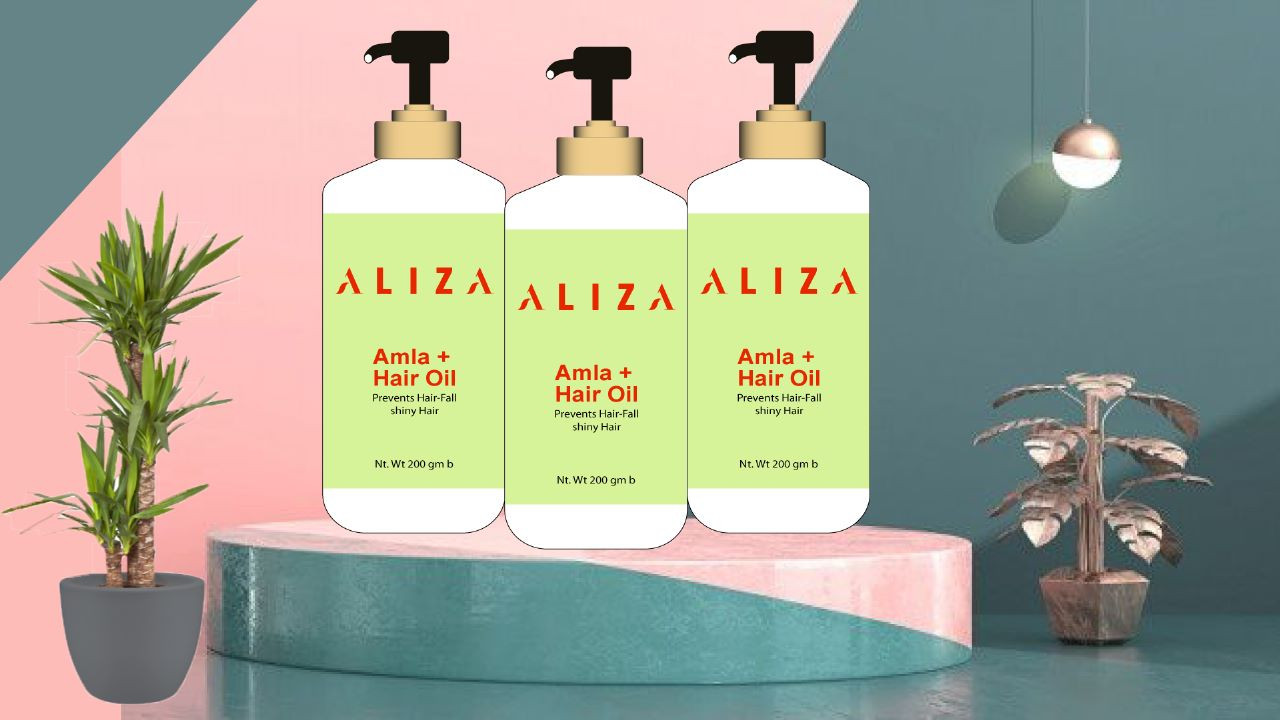 ALIZA
Amla +
Hair Oil
Prevents Hair-Fall
shiny Hair
Nt. Wt 200 gm b
ALIZA
Amla +
Hair Oil
Prevents Hair-Fall
shiny Hair
Nt. Wt 200 gm b
ALIZA
Amla +
Hair Oil
Prevents Hair-Fall
shiny Hair
Nt. Wt 200 gm b